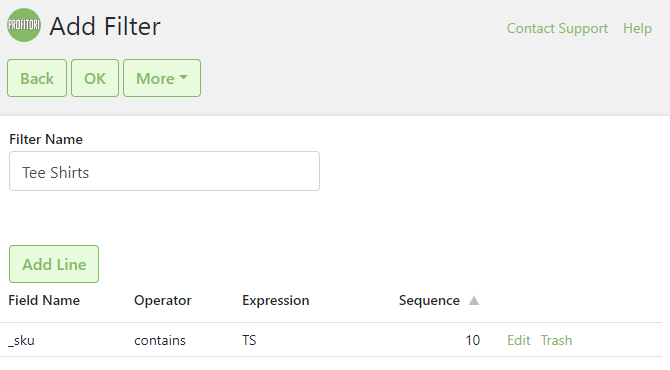 PROFITORI Add Filter Contact Support Help
Back OK More
Filter Name
Tee Shirts
Add Line
Field Name Operator Expression Sequence
_sku contains TS 10 Edit Trash